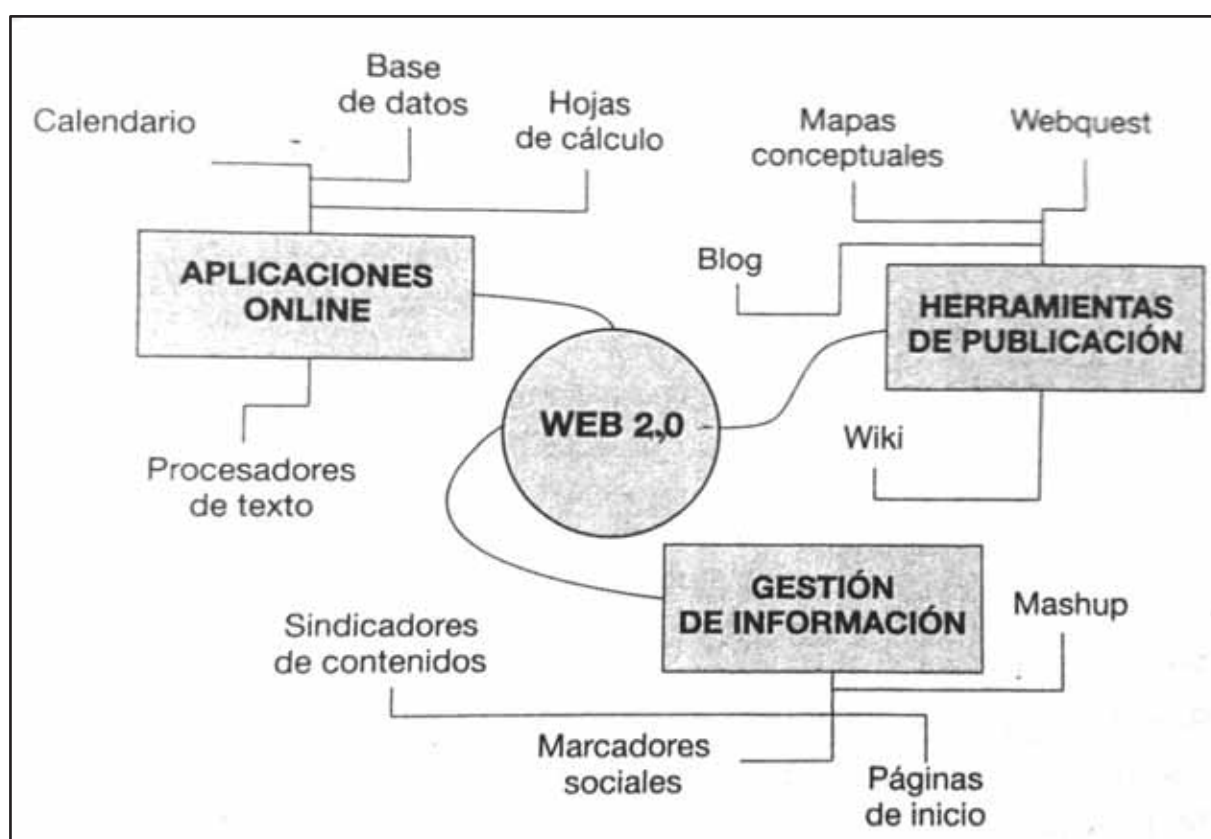 Calendario
Base
de datos
Hojas
de cálculo
APLICACIONES
ONLINE
Procesadores
de texto
Mapas
conceptuales
Webquest
Blog
HERRAMIENTAS
DE PUBLICACIÓN
Wiki
WEB 2,0
GESTIÓN
DE INFORMACIÓN
Mashup
Sindicadores
de contenidos
Marcadores
sociales
Páginas
de inicio